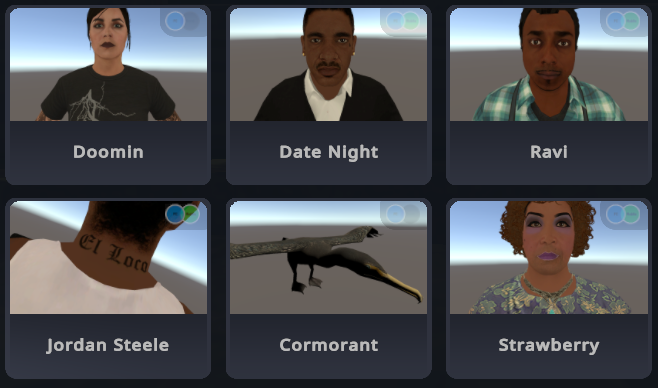 Doomin
Date Night
Ravi
El Loco
Jordan Steele
Cormorant
Strawberry